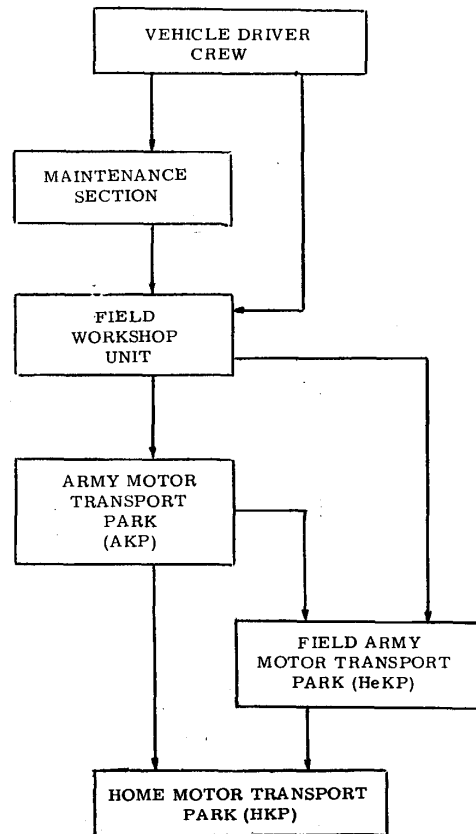 VEHICLE DRIVER
CREW
MAINTENANCE
SECTION
FIELD
WORKSHOP
UNIT
ARMY MOTOR
TRANSPORT
PARK
(AKP)
FIELD ARMY
MOTOR TRANSPORT
PARK (HeKP)
HOME MOTOR TRANSPORT
PARK (HKP)